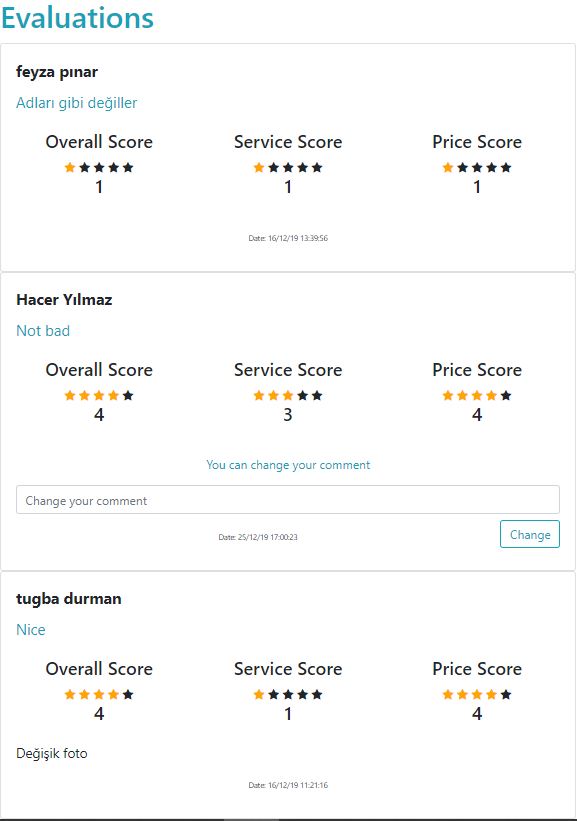 Evaluations
feyza pınar
Adları gibi değiller
Overall Score Service Score Price Score
1 1 1
Date: 16/12/19 13:39:56
Hacer Yılmaz
Not bad
Overall Score Service Score Price Score
4 3 4
You can change your comment
Change your comment
Date: 25/12/19 17:00:23 Change
tugba durman
Nice
Overall Score Service Score Price Score
4 1 4
Değişik foto
Date: 16/12/19 11:21:16